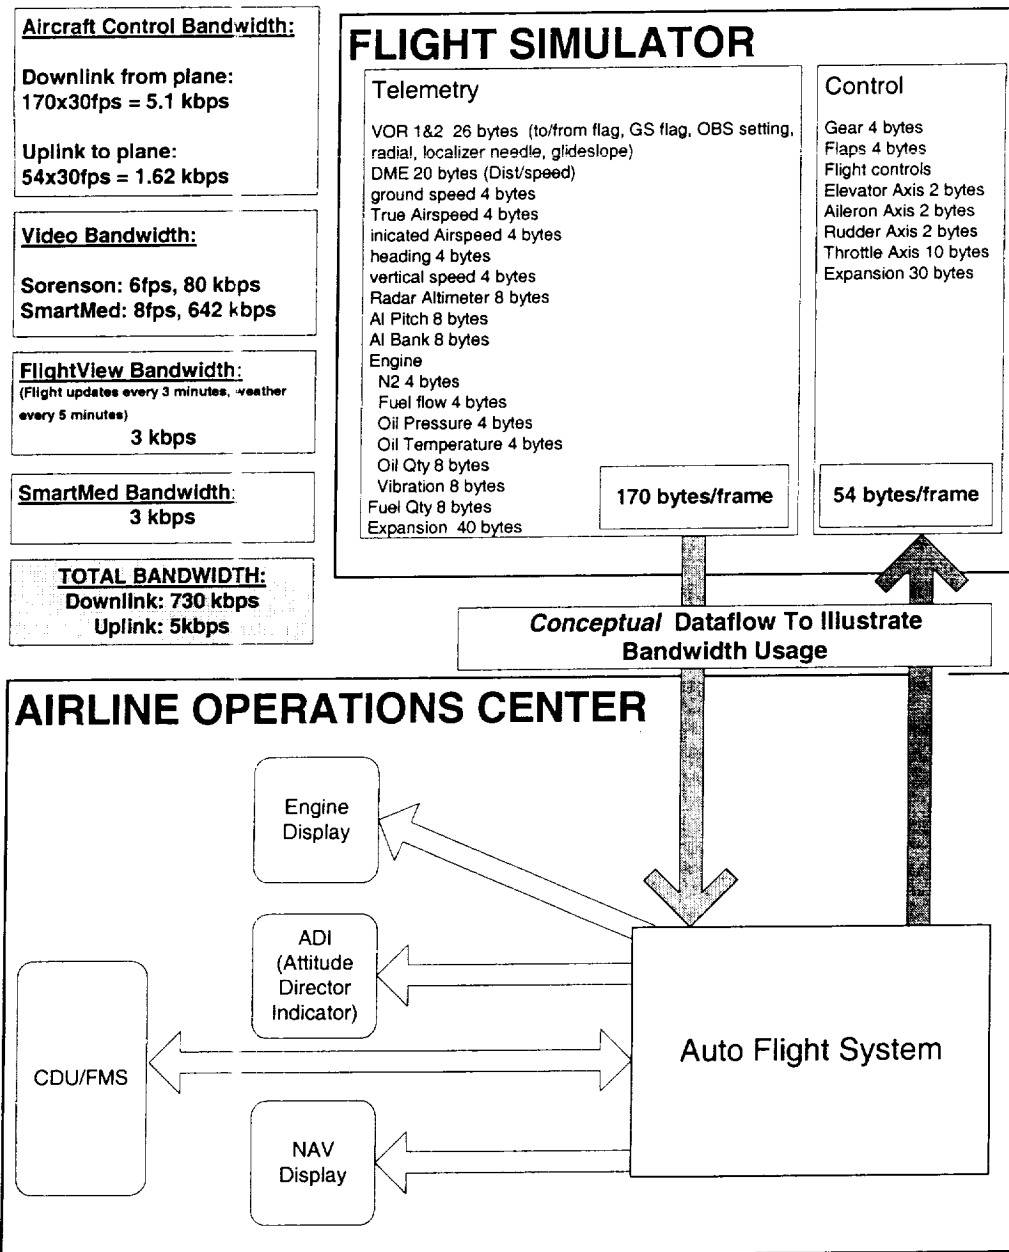 Aircraft Control Bandwidth:
Downlink from plane:
170x30fps = 5.1 kbps
Uplink to plane:
54x30fps = 1.62 kbps
Video Bandwidth:
Sorenson: 6fps, 80 kbps
SmartMed: 8fps, 642 kbps
FlightView Bandwidth:
(Flight updates every 3 minutes, weather
every 5 minutes)
3 kbps
SmartMed Bandwidth:
3 kbps
TOTAL BANDWIDTH:
Downlink: 730 kbps
Uplink: 5kbps
FLIGHT SIMULATOR
Telemetry
VOR 1&2 26 bytes (to/from flag, GS flag, OBS setting,
radial, localizer needle, glideslope)
DME 20 bytes (Dist/speed)
ground speed 4 bytes
True Airspeed 4 bytes
inicated Airspeed 4 bytes
heading 4 bytes
vertical speed 4 bytes
Radar Altimeter 8 bytes
AI Pitch 8 bytes
AI Bank 8 bytes
Engine
N2 4 bytes
Fuel flow 4 bytes
Oil Pressure 4 bytes
Oil Temperature 4 bytes
Oil Qty 8 bytes
Vibration 8 bytes
Fuel Qty 8 bytes
Expansion 40 bytes
170 bytes/frame
Control
Gear 4 bytes
Flaps 4 bytes
Flight controls
Elevator Axis 2 bytes
Aileron Axis 2 bytes
Rudder Axis 2 bytes
Throttle Axis 10 bytes
Expansion 30 bytes
54 bytes/frame
Conceptual Dataflow To Illustrate
Bandwidth Usage
AIRLINE OPERATIONS CENTER
Engine
Display
ADI
(Attitude
Director
Indicator)
CDU/FMS
NAV
Display
Auto Flight System